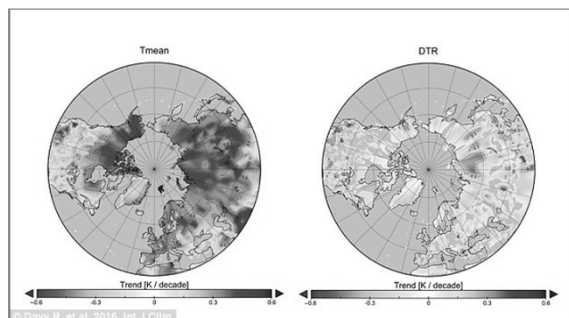 Tmean
DTR
Trend [K / decade]
-0.6 -0.3 0 0.3 0.6
Trend [K / decade]
-0.6 -0.3 0 0.3 0.6
© Davy R. et al. 2016, Int. J Clim